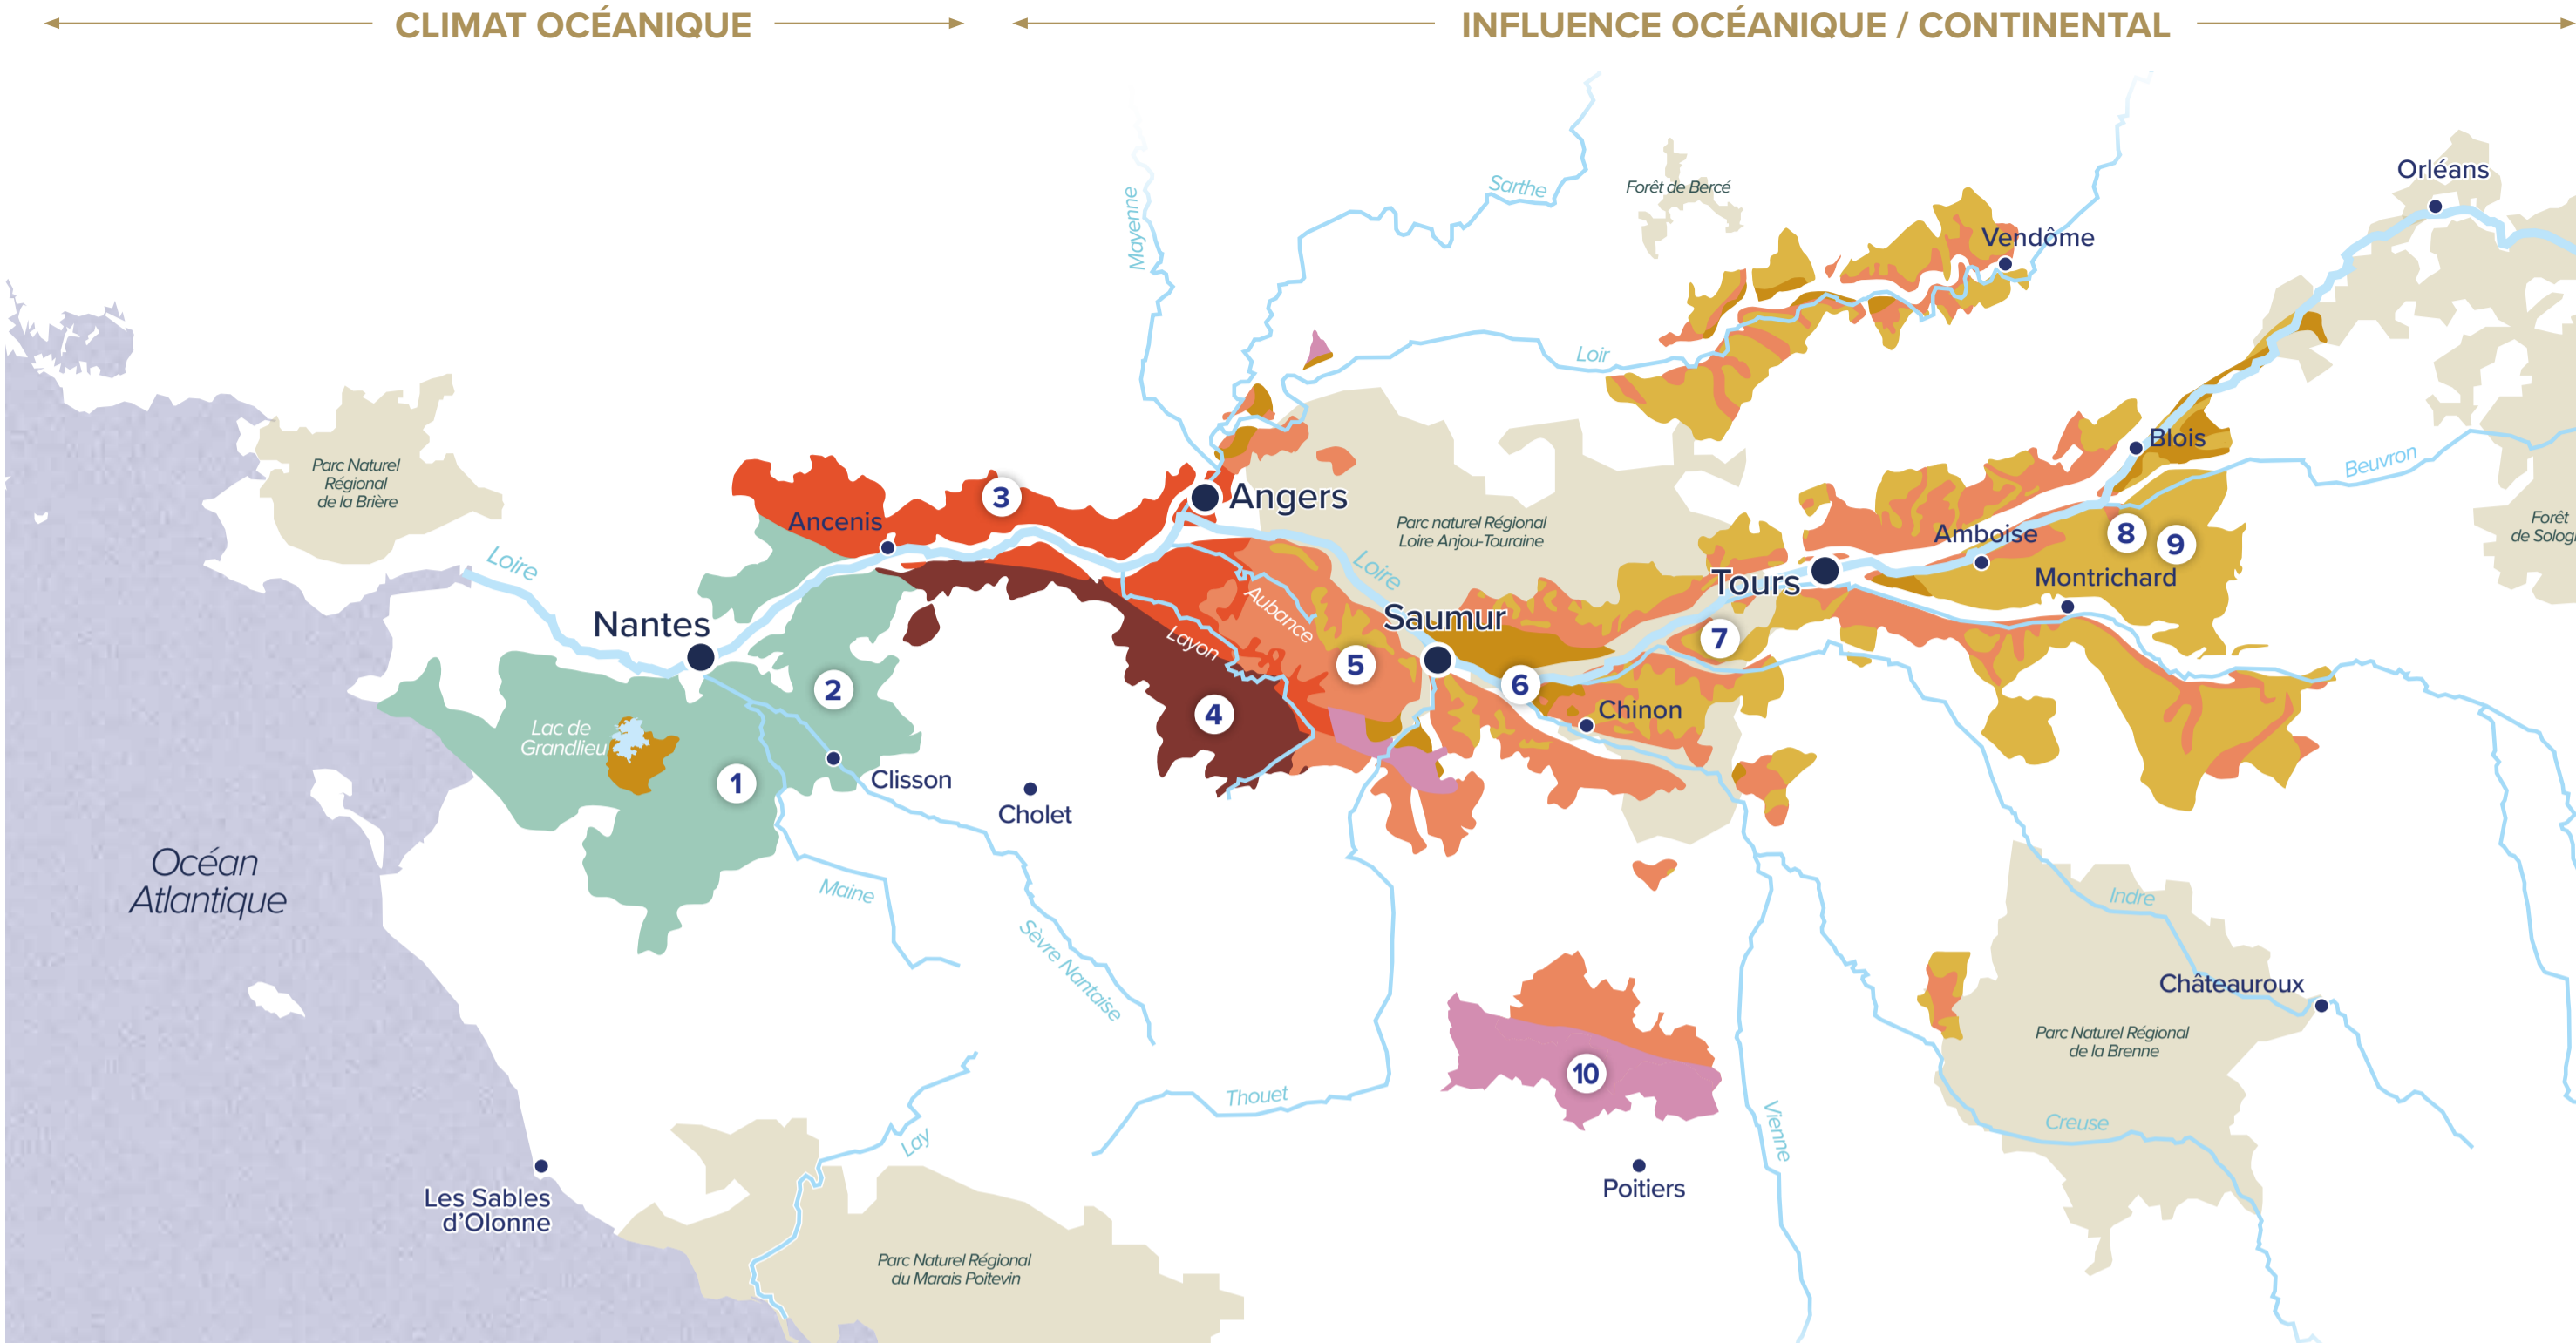 CLIMAT OCÉANIQUE
INFLUENCE OCÉANIQUE / CONTINENTAL
Orléans
Mayenne
Sarthe
Forêt de Bercé
Vendôme
Loir
Blois
Beuvron
Parc Naturel
Régional
de la Brière
3
Angers
Ancenis
Parc naturel Régional
Loire Anjou-Touraine
Forêt
Amboise
8
9
Loire
Loire
Tours
Montrichard
Aubance
Nantes
Saumur
Layon
7
5
6
2
4
Chinon
Lac de
Grandlieu
1
Clisson
Cholet
Océan
Atlantique
Maine
Indre
Sèvre Nantaise
Châteauroux
Parc Naturel Régional
de la Brenne
10
Thouet
Creuse
Vienne
Lay
Poitiers
Les Sables
d'Olonne
Parc Naturel Régional
du Marais Poitevin